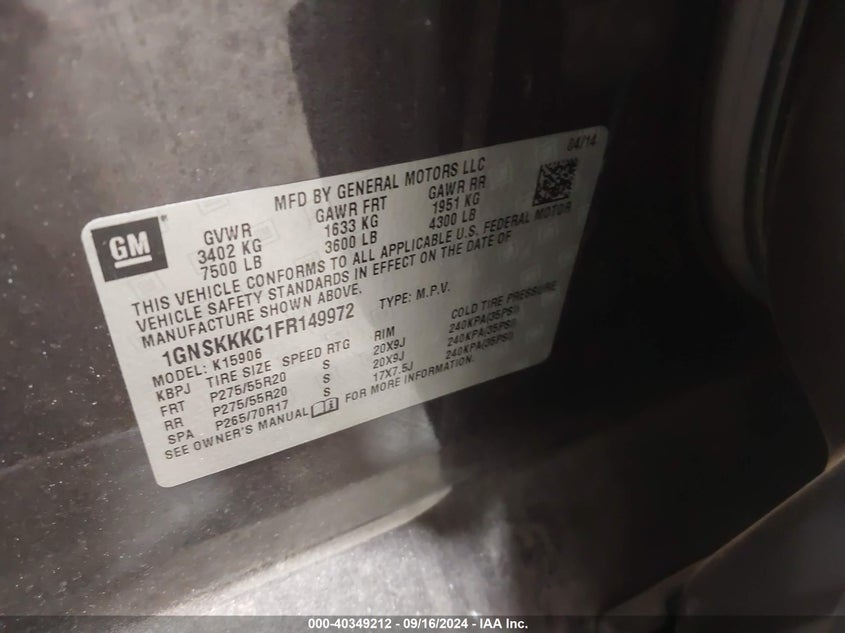 04/14
MFD BY GENERAL MOTORS LLC
GM
GVWR GAWR FRT GAWR RR
3402 KG 1633 KG 1951 KG
7500 LB 3600 LB 4300 LB
THIS VEHICLE CONFORMS TO ALL APPLICABLE U.S. FEDERAL MOTOR
VEHICLE SAFETY STANDARDS IN EFFECT ON THE DATE OF
MANUFACTURE SHOWN ABOVE.
1GNSKKKC1FR149972 TYPE: M.P.V.
MODEL: K15906
KBPJ TIRE SIZE SPEED RTG RIM COLD TIRE PRESSURE
FRT P275/55R20 S 20X9J 240KPA(35PSI)
RR P275/55R20 S 20X9J 240KPA(35PSI)
SPA P265/70R17 S 17X7.5J 240KPA(35PSI)
SEE OWNER'S MANUAL FOR MORE INFORMATION.
000-40349212 - 09/16/2024 - IAA Inc.